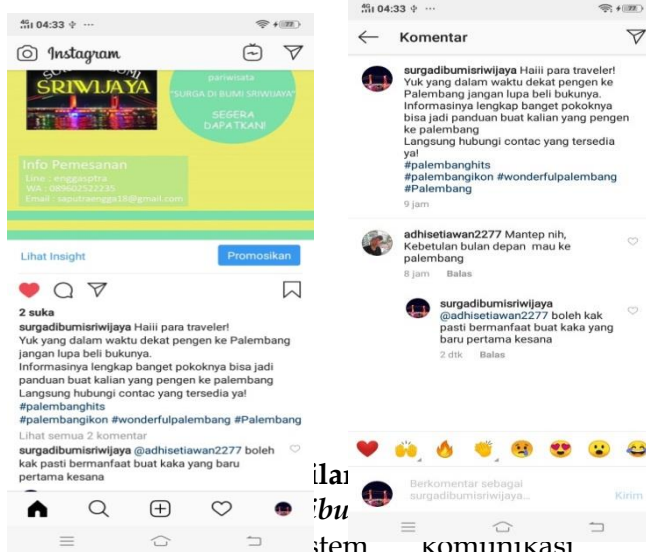 04:33
Instagram
SRIWIJAYA
pariwisata
"SURGA DI BUMI SRIWIJAYA"
SEGERA
DAPATKAN!
Info Pemesanan
Line : enggasptra
WA : 089602522235
Email : saputraengga18@gmail.com
Lihat Insight
Promosikan
2 suka
surgadibumisriwijaya Haiii para traveler!
Yuk yang dalam waktu dekat pengen ke Palembang
jangan lupa beli bukunya.
Informasinya lengkap banget pokoknya bisa jadi
panduan buat kalian yang pengen ke palembang
Langsung hubungi contac yang tersedia ya!
#palembanghits
#palembangikon #wonderfulpalembang #Palembang
Lihat semua 2 komentar
surgadibumisriwijaya @adhisetiawan2277 boleh
kak pasti bermanfaat buat kaka yang baru
pertama kesana
04:33
Komentar
surgadibumisriwijaya Haiii para traveler!
Yuk yang dalam waktu dekat pengen ke
Palembang jangan lupa beli bukunya.
Informasinya lengkap banget pokoknya
bisa jadi panduan buat kalian yang pengen
ke palembang
Langsung hubungi contac yang tersedia
ya!
#palembanghits
#palembangikon #wonderfulpalembang
#Palembang
9 jam
adhisetiawan2277 Mantep nih,
Kebetulan bulan depan mau ke
palembang
8 jam Balas
surgadibumisriwijaya
@adhisetiawan2277 boleh kak
pasti bermanfaat buat kaka yang
baru pertama kesana
2 dtk Balas
Berkomentar sebagai
surgadibumisriwijaya...
Kirim
komunikasi